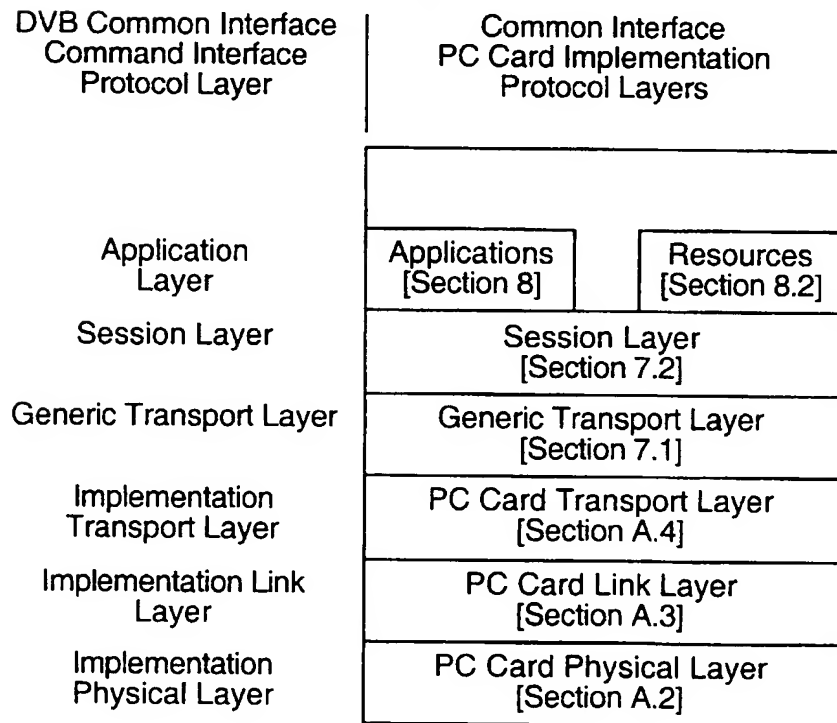 DVB Common Interface
Command Interface
Protocol Layer
Common Interface
PC Card Implementation
Protocol Layers
Application
Layer
Applications
[Section 8]
Resources
[Section 8.2]
Session Layer
Session Layer
[Section 7.2]
Generic Transport Layer
Generic Transport Layer
[Section 7.1]
Implementation
Transport Layer
PC Card Transport Layer
[Section A.4]
Implementation Link
Layer
PC Card Link Layer
[Section A.3]
Implementation
Physical Layer
PC Card Physical Layer
[Section A.2]